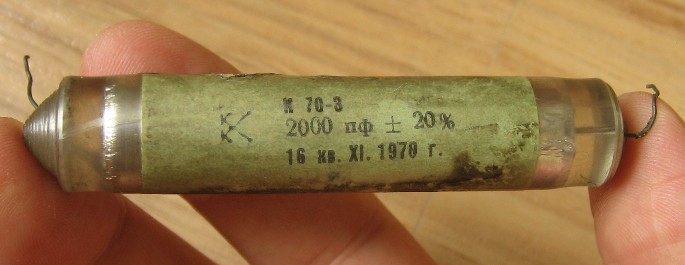 К 70-3
2000 пф ± 20%
16 кв. XI. 1970 г.